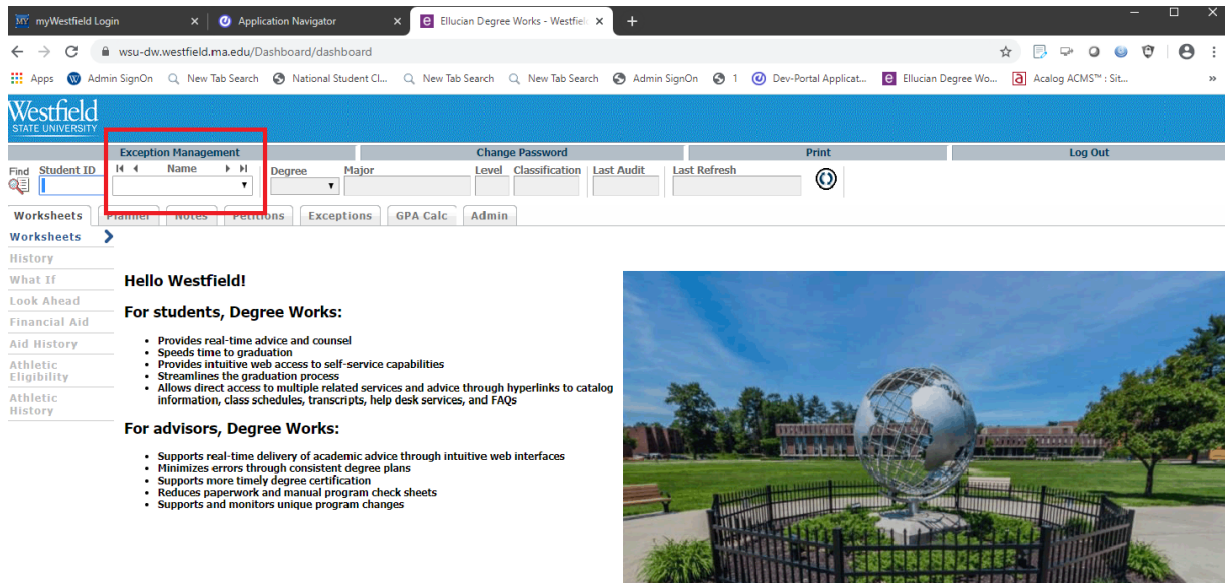 myWestfield Login
Application Navigator
Ellucian Degree Works - Westfiel
wsu-dw.westfield.ma.edu/Dashboard/dashboard
Apps Admin SignOn New Tab Search National Student Cl... New Tab Search New Tab Search Admin SignOn 1 Dev-Portal Applicat... Ellucian Degree Wo... Acalog ACMS™ : Sit... »
Westfield
STATE UNIVERSITY
Exception Management Change Password Print Log Out
Find Student ID Name Degree Major Level Classification Last Audit Last Refresh
Worksheets Planner Notes Petitions Exceptions GPA Calc Admin
Worksheets
History
What If
Look Ahead
Financial Aid
Aid History
Athletic
Eligibility
Athletic
History
Hello Westfield!
For students, Degree Works:
• Provides real-time advice and counsel
• Speeds time to graduation
• Provides intuitive web access to self-service capabilities
• Streamlines the graduation process
• Allows direct access to multiple related services and advice through hyperlinks to catalog
information, class schedules, transcripts, help desk services, and FAQs
For advisors, Degree Works:
• Supports real-time delivery of academic advice through intuitive web interfaces
• Minimizes errors through consistent degree plans
• Supports more timely degree certification
• Reduces paperwork and manual program check sheets
• Supports and monitors unique program changes